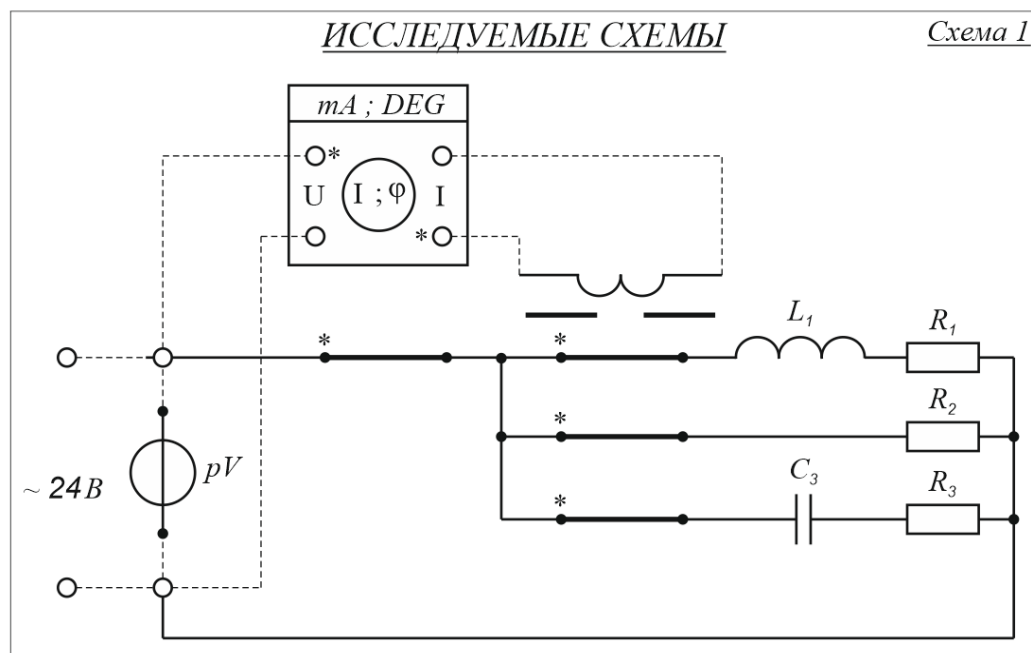 ИССЛЕДУЕМЫЕ СХЕМЫ
Схема 1
mA ; DEG
*
U I ; φ I
*
L₁
R₁
*
*
R₂
*
C₃
R₃
*
~ 24В
pV